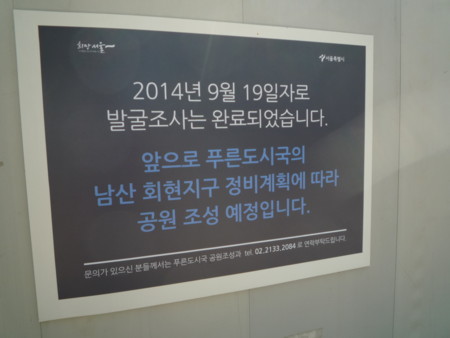 희망서울
서울특별시
2014년 9월 19일자로
발굴조사는 완료되었습니다.
앞으로 푸른도시국의
남산 회현지구 정비계획에 따라
공원 조성 예정입니다.
문의가 있으신 분들께서는 푸른도시국 공원조성과 tel. 02.2133.2084 로 연락부탁드립니다.